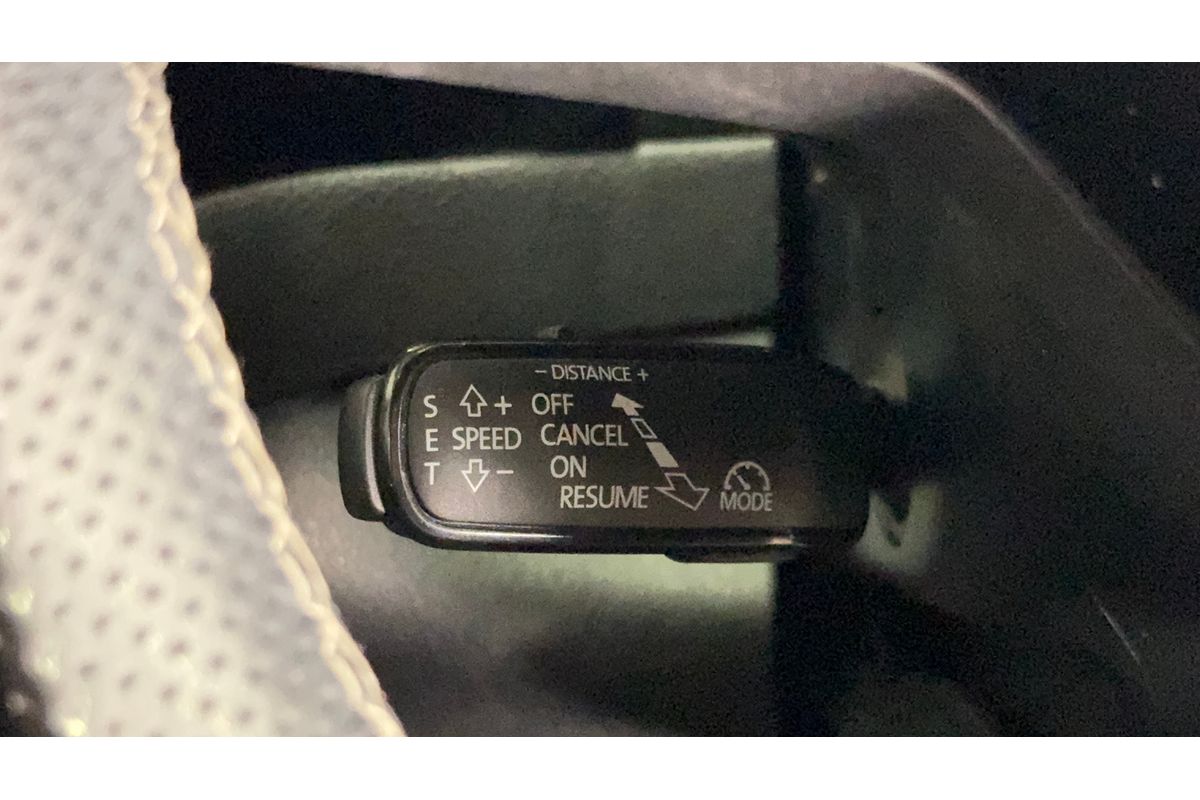 – DISTANCE +
S + OFF
E SPEED CANCEL
T – ON
RESUME MODE